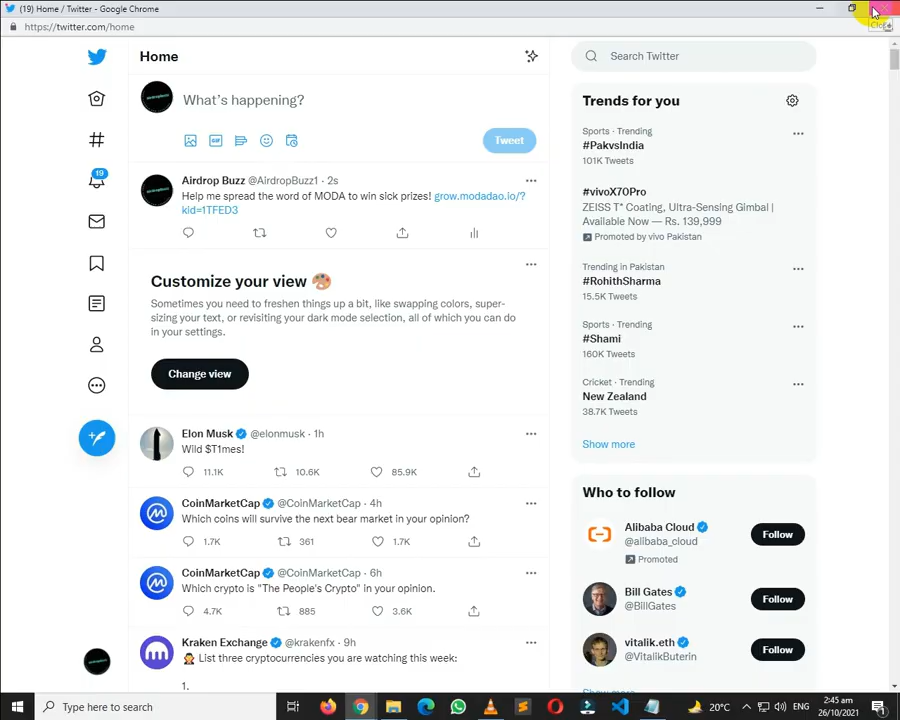 (19) Home / Twitter - Google Chrome
https://twitter.com/home
Home
Search Twitter
What's happening?
GIF
Tweet
19
Airdrop Buzz @AirdropBuzz1 · 2s
Help me spread the word of MODA to win sick prizes! grow.modadao.io/?
kid=1TFED3
Customize your view
Sometimes you need to freshen things up a bit, like swapping colors, super-
sizing your text, or revisiting your dark mode selection, all of which you can do
in your settings.
Change view
Elon Musk @elonmusk · 1h
Wild $T1mes!
11.1K 10.6K 85.9K
CoinMarketCap @CoinMarketCap · 4h
Which coins will survive the next bear market in your opinion?
1.7K 361 1.7K
CoinMarketCap @CoinMarketCap · 6h
Which crypto is "The People's Crypto" in your opinion.
4.7K 885 3.6K
Kraken Exchange @krakenfx · 9h
List three cryptocurrencies you are watching this week:
1.
Trends for you
Sports · Trending
#PakvsIndia
101K Tweets
#vivoX70Pro
ZEISS T* Coating, Ultra-Sensing Gimbal |
Available Now — Rs. 139,999
Promoted by vivo Pakistan
Trending in Pakistan
#RohithSharma
15.5K Tweets
Sports · Trending
#Shami
160K Tweets
Cricket · Trending
New Zealand
38.7K Tweets
Show more
Who to follow
Alibaba Cloud
@alibaba_cloud
Promoted
Follow
Bill Gates
@BillGates
Follow
vitalik.eth
@VitalikButerin
Follow
Show more
Type here to search
20°C
ENG
2:45 am
26/10/2021
1